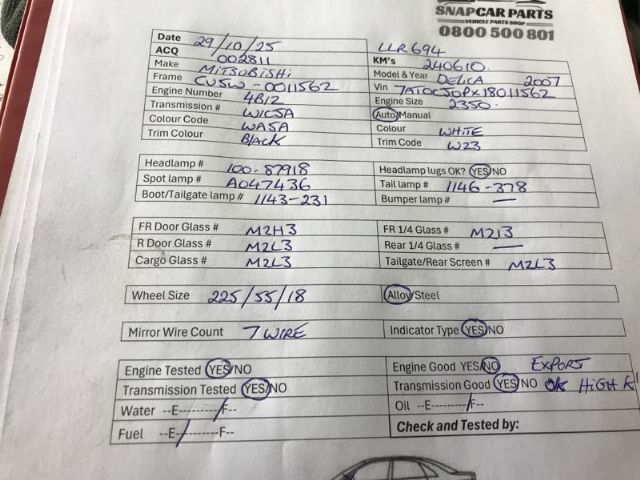 SNAPCAR PARTS
VEHICLE PARTS SHOP
0800 500 801
Date 29/10/25 LLR694
ACQ 002811 KM's 240610.
Make MITSUBISHI Model & Year DELICA 2007
Frame CV5W-0011562 Vin 7A10CJ0PX18011562
Engine Number 4B12 Engine Size 2350.
Transmission # W1CSA Auto/Manual
Colour Code WA5A Colour WHITE
Trim Colour BLACK Trim Code W23
Headlamp # 100-87918 Headlamp lugs OK? YES/NO
Spot lamp # A047436 Tail lamp # 1146-378
Boot/Tailgate lamp # 1143-231 Bumper lamp # —
FR Door Glass # M2H3 FR 1/4 Glass # M2J3
R Door Glass # M2L3 Rear 1/4 Glass # —
Cargo Glass # M2L3 Tailgate/Rear Screen # M2L3
Wheel Size 225/55/18 Alloy/Steel
Mirror Wire Count 7 WIRE Indicator Type YES/NO
Engine Tested YES/NO Engine Good YES/NO EXPORT
Transmission Tested YES/NO Transmission Good YES/NO OK HIGH K'
Water --E---------/F-- Oil --E---------/F--
Fuel --E-/--------F-- Check and Tested by: